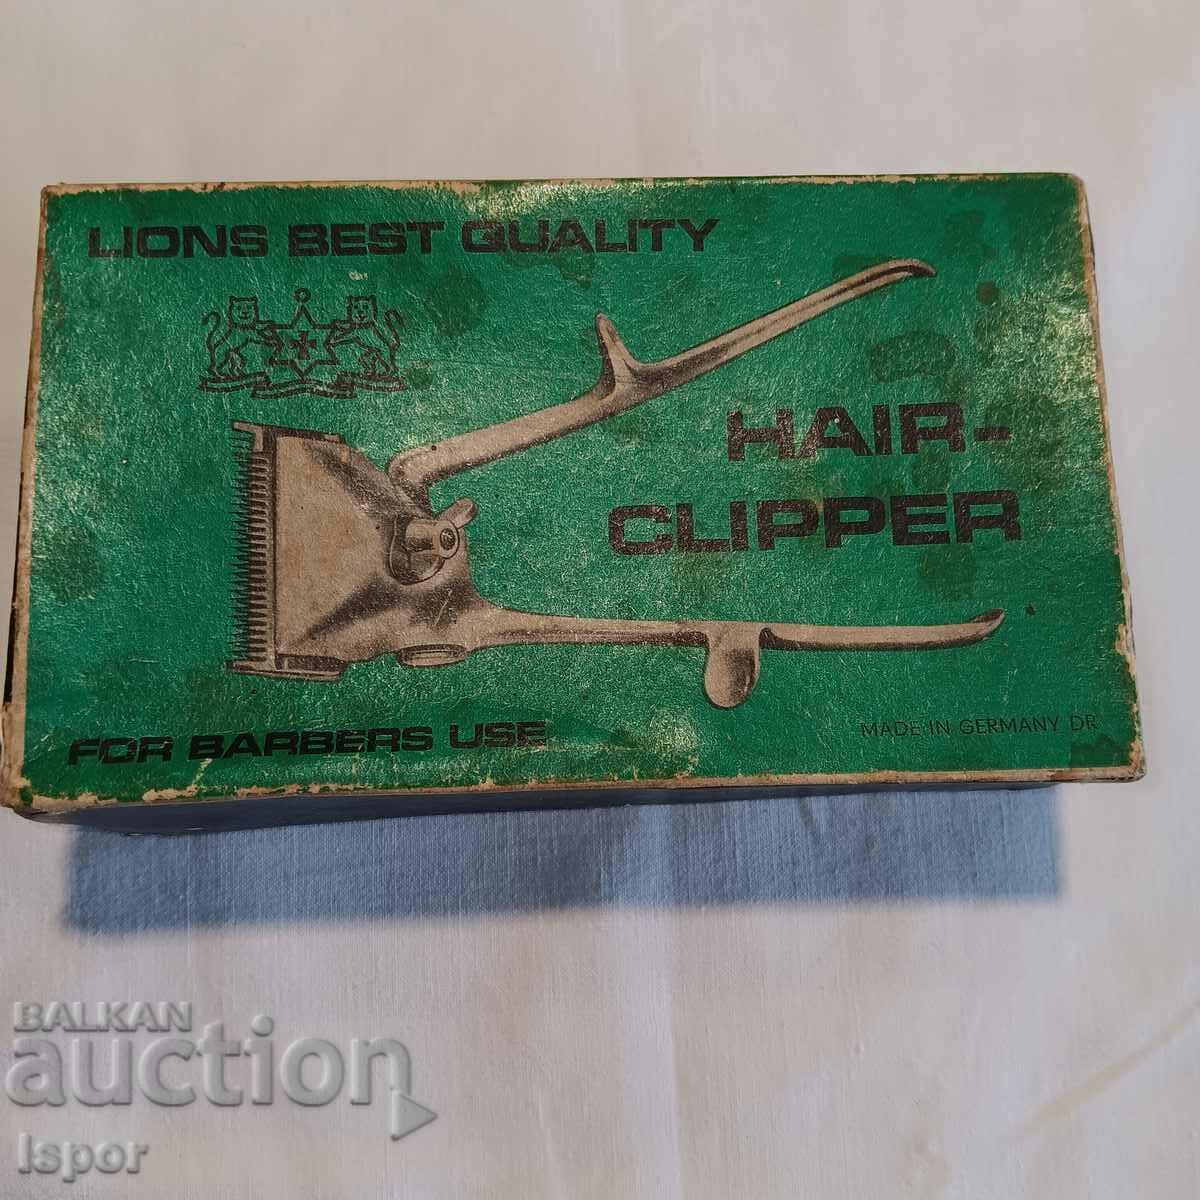 LIONS BEST QUALITY
HAIR-
CLIPPER
FOR BARBERS USE
MADE IN GERMANY DR
BALKAN
auction
Ispor